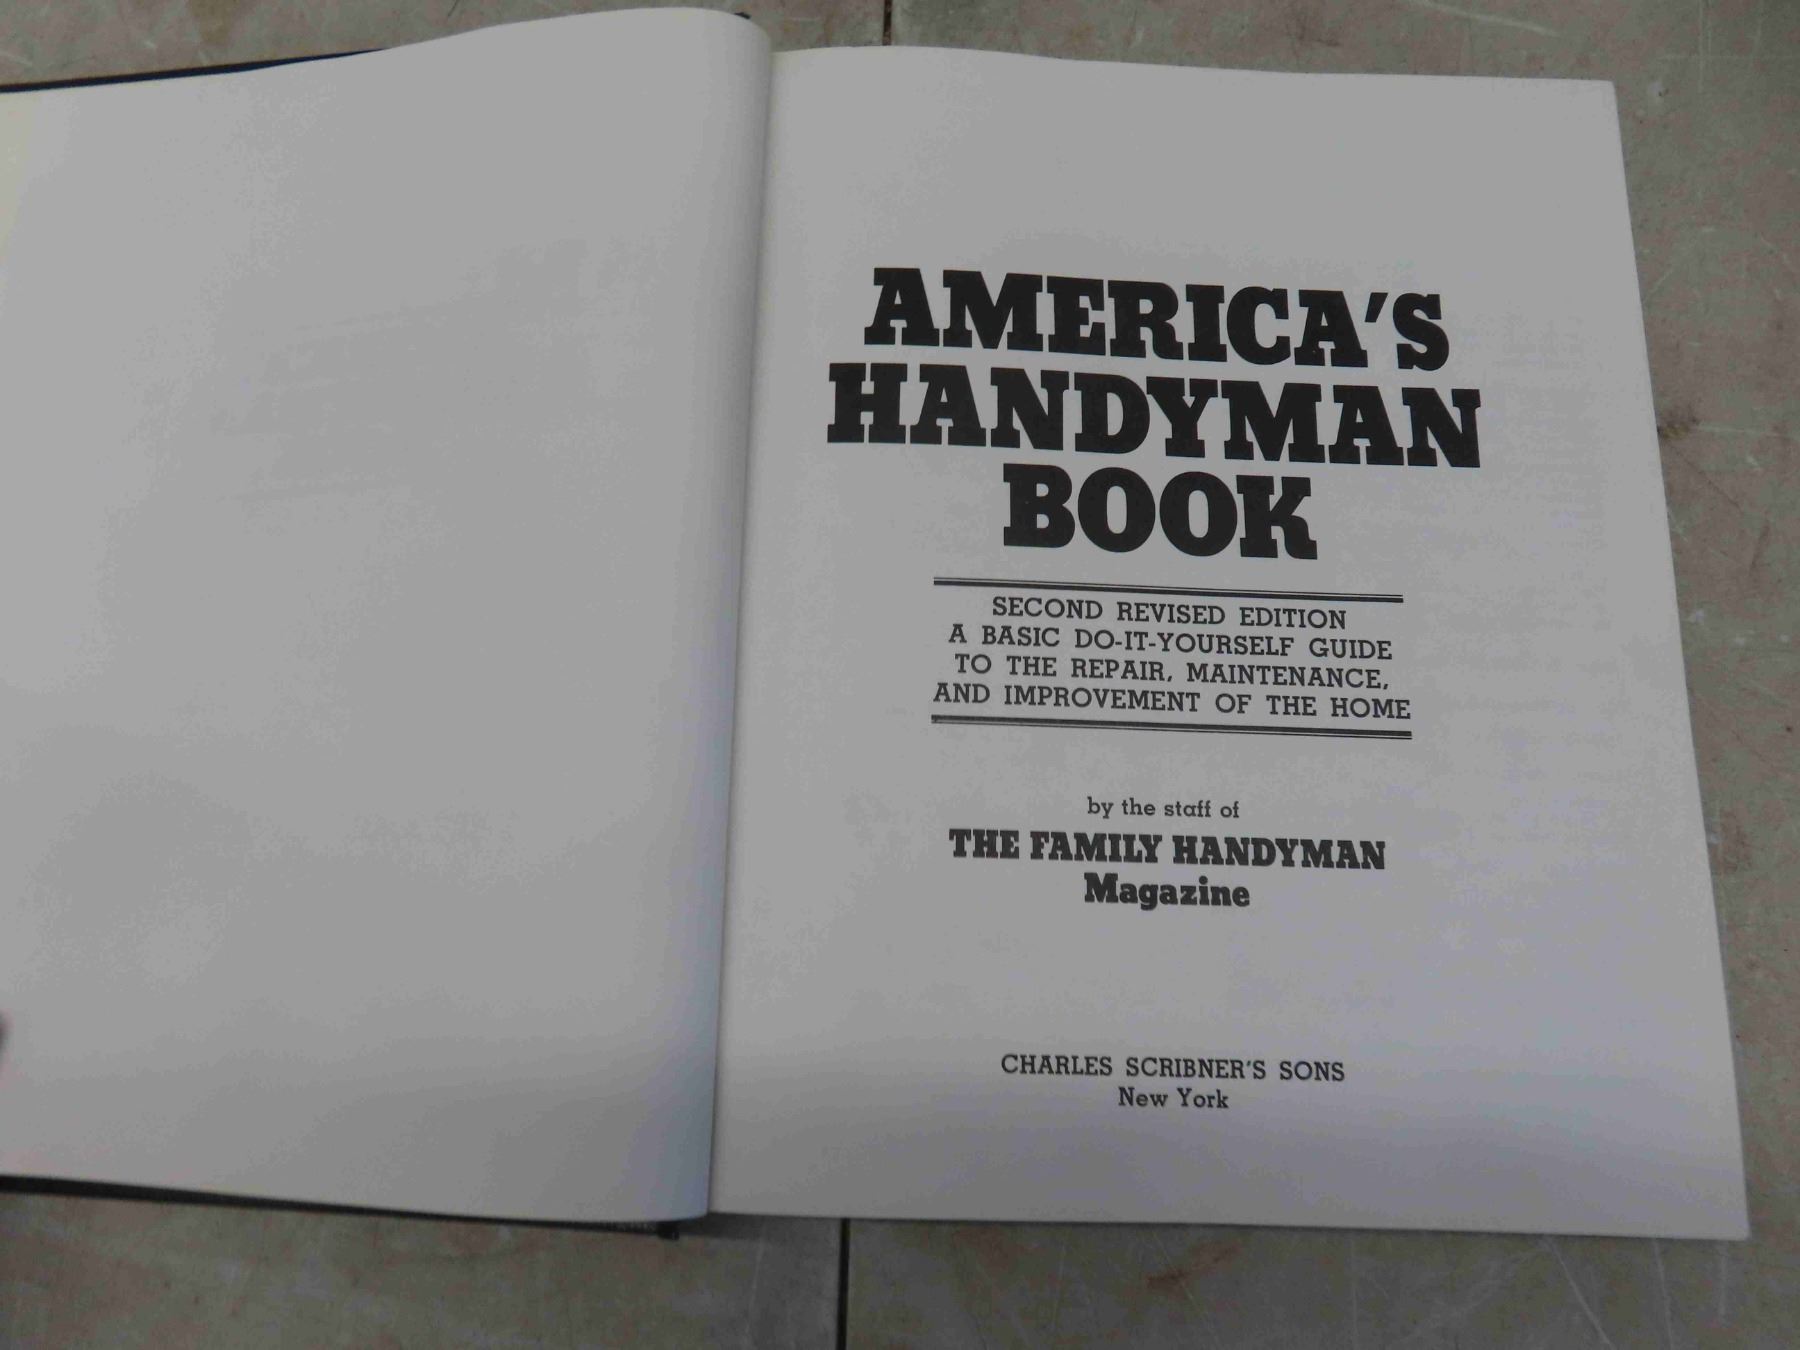 AMERICA'S
HANDYMAN
BOOK
SECOND REVISED EDITION
A BASIC DO-IT-YOURSELF GUIDE
TO THE REPAIR, MAINTENANCE,
AND IMPROVEMENT OF THE HOME
by the staff of
THE FAMILY HANDYMAN
Magazine
CHARLES SCRIBNER'S SONS
New York